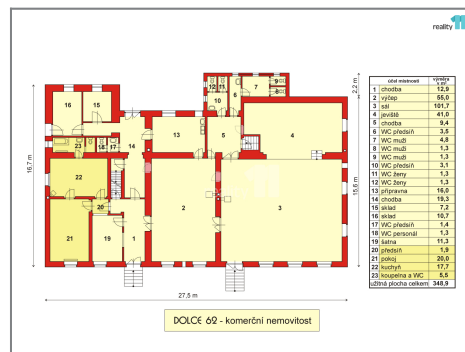 reality 11
16
15
9
12
11
6
7
8
10
2,2 m
13
5
4
23
18
17
14
16,7 m
15,6 m
22
20
2
3
21
19
1
27,5 m
DOLCE 62 - komerční nemovitost
účel místnosti výměra v m²
1 chodba 12,9
2 výčep 55,0
3 sál 101,7
4 jeviště 41,0
5 chodba 9,4
6 WC předsíň 3,5
7 WC muži 4,8
8 WC muži 1,3
9 WC muži 1,3
10 WC předsíň 3,1
11 WC ženy 1,3
12 WC ženy 1,3
13 přípravna 16,0
14 chodba 19,3
15 sklad 7,2
16 sklad 10,7
17 WC předsíň 1,4
18 WC personál 1,3
19 šatna 11,3
20 předsíň 1,9
21 pokoj 20,0
22 kuchyň 17,7
23 koupelna a WC 5,5
užitná plocha celkem 348,9